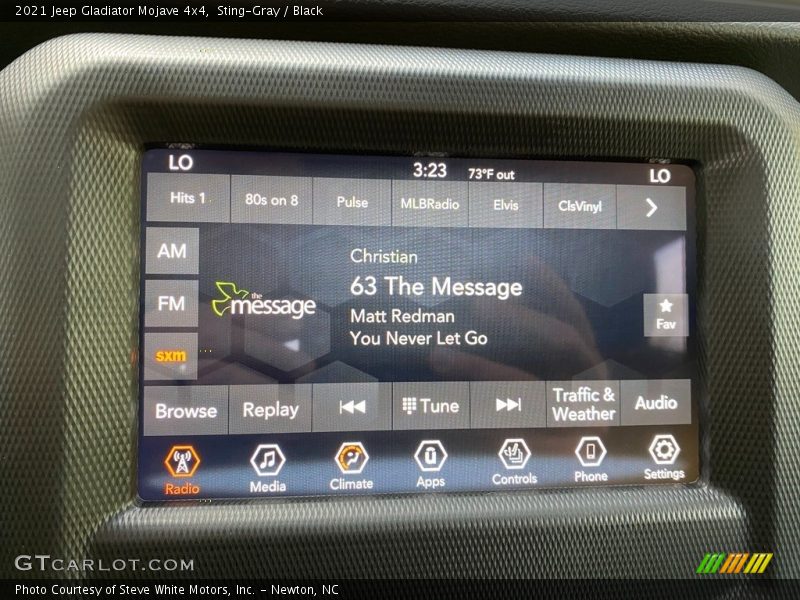 2021 Jeep Gladiator Mojave 4x4, Sting-Gray / Black
LO 3:23 73°F out LO
Hits 1 80s on 8 Pulse MLBRadio Elvis ClsVinyl
AM
FM
sxm
the
message
Christian
63 The Message
Matt Redman
You Never Let Go
Fav
Browse Replay Tune Traffic & Weather Audio
Radio Media Climate Apps Controls Phone Settings
GTCARLOT.COM
Photo Courtesy of Steve White Motors, Inc. - Newton, NC